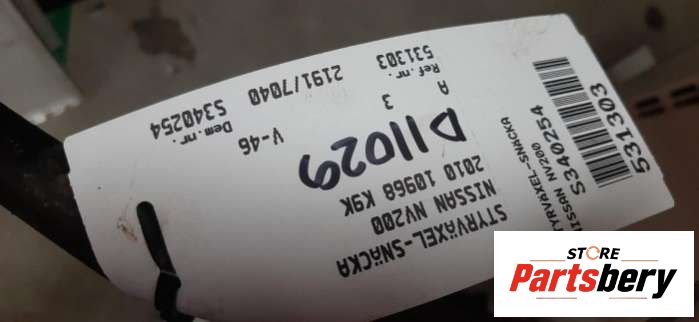 STYRVÄXEL-SNÄCKA
NISSAN NV200
2010 10968 K9K
D11029
A
3
V-46
Ref.nr.
531303
2191/7040
Dem.nr.
S340254
STYRVÄXEL-SNÄCKA
NISSAN NV200
S340254
531303
STORE
Partsbery